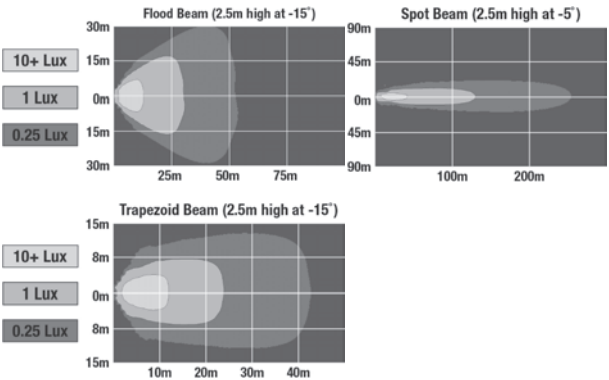 Flood Beam (2.5m high at -15˚)
30m
15m
0m
15m
30m
25m 50m 75m
10+ Lux
1 Lux
0.25 Lux
Spot Beam (2.5m high at -5˚)
90m
45m
0m
45m
90m
100m 200m
Trapezoid Beam (2.5m high at -15˚)
15m
8m
0m
8m
15m
10m 20m 30m 40m
10+ Lux
1 Lux
0.25 Lux